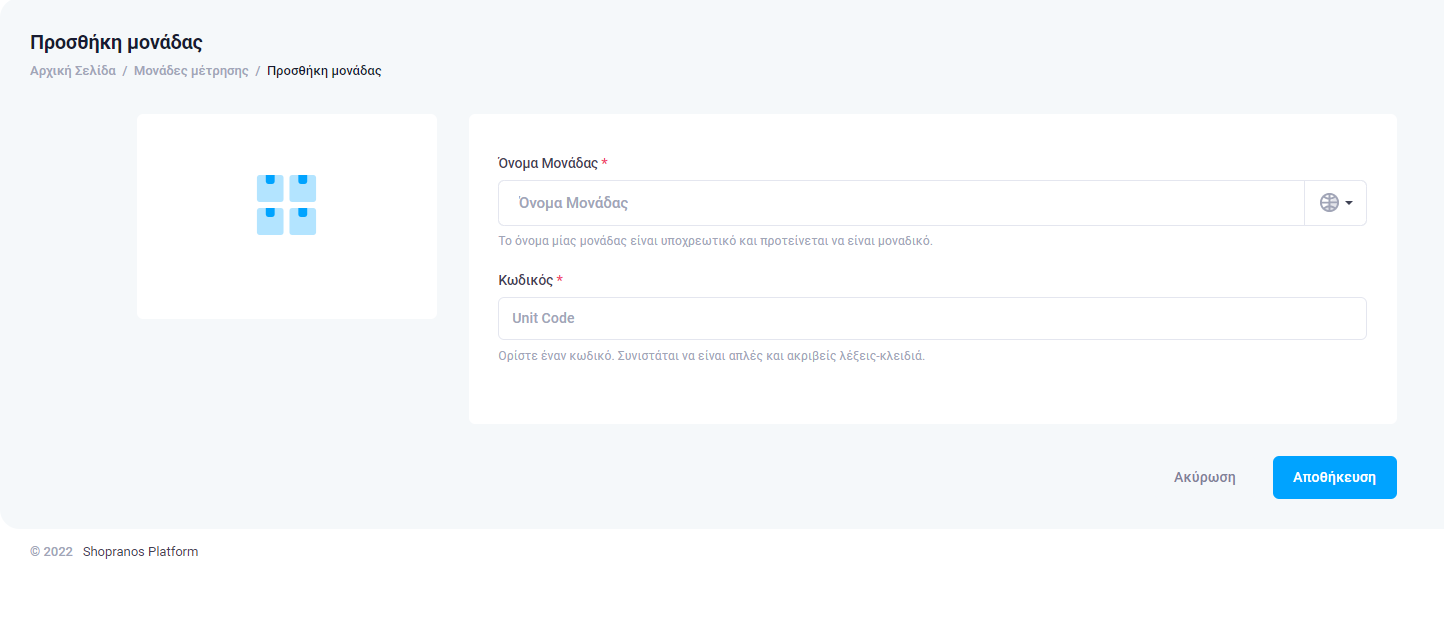 Προσθήκη μονάδας
Αρχική Σελίδα / Μονάδες μέτρησης / Προσθήκη μονάδας
Όνομα Μονάδας *
Όνομα Μονάδας
Το όνομα μίας μονάδας είναι υποχρεωτικό και προτείνεται να είναι μοναδικό.
Κωδικός *
Unit Code
Ορίστε έναν κωδικό. Συνιστάται να είναι απλές και ακριβείς λέξεις-κλειδιά.
Ακύρωση
Αποθήκευση
© 2022 Shopranos Platform